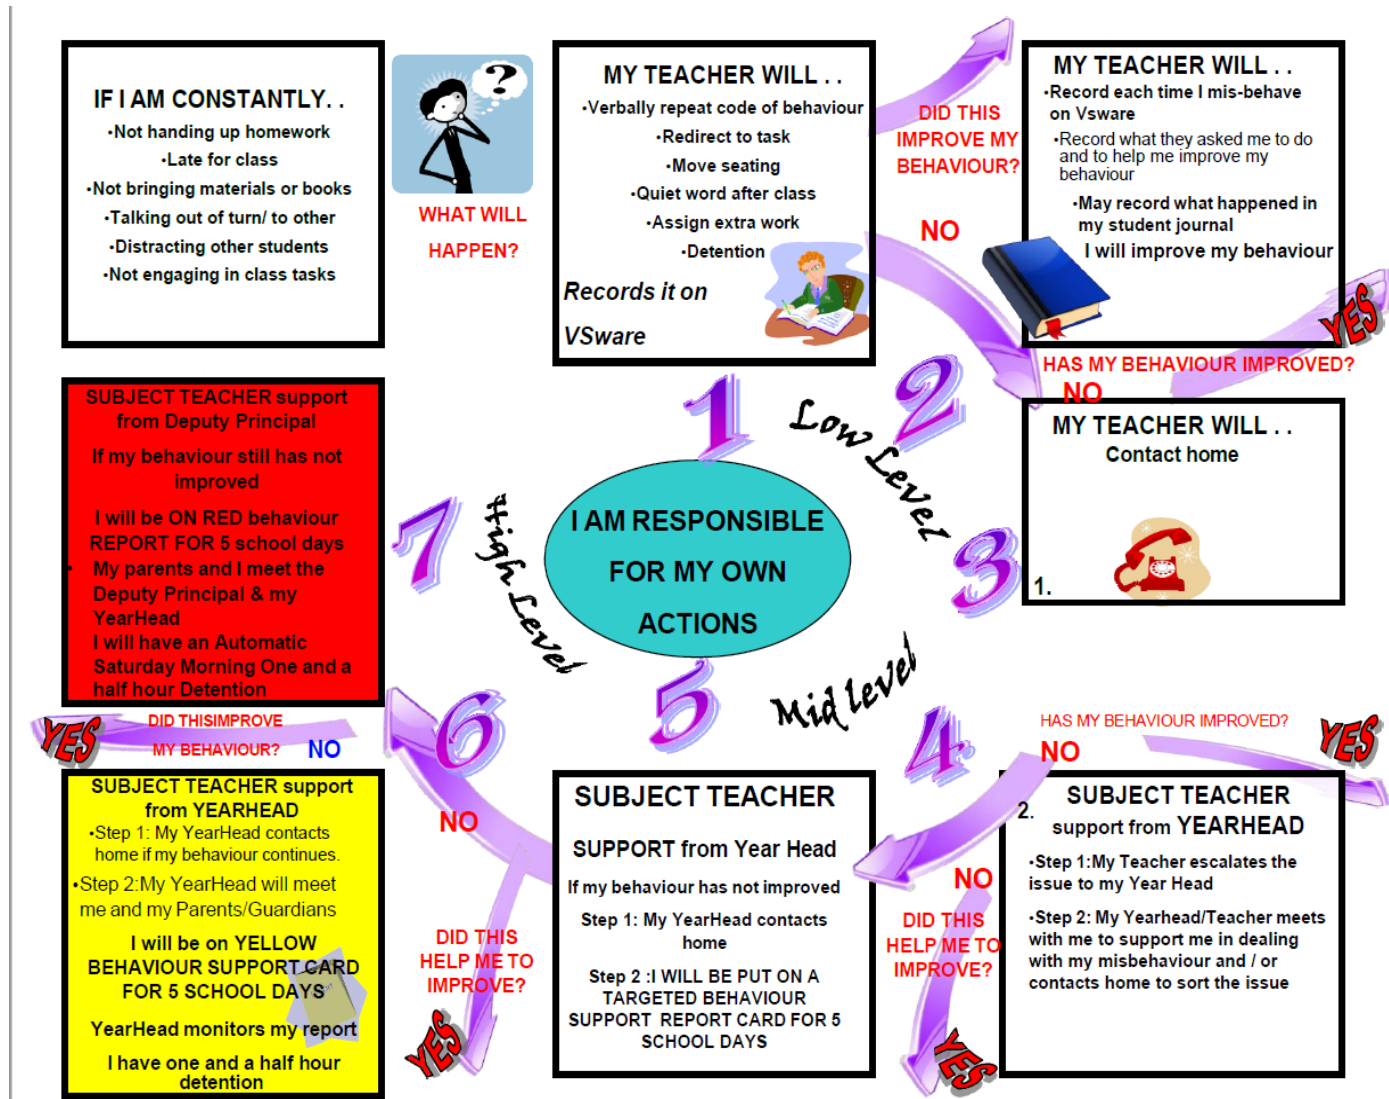 IF I AM CONSTANTLY. .
•Not handing up homework
•Late for class
•Not bringing materials or books
•Talking out of turn/ to other
•Distracting other students
•Not engaging in class tasks
?
WHAT WILL
HAPPEN?
MY TEACHER WILL . .
•Verbally repeat code of behaviour
•Redirect to task
•Move seating
•Quiet word after class
•Assign extra work
•Detention
Records it on
VSware
DID THIS
IMPROVE MY
BEHAVIOUR?
NO
MY TEACHER WILL . .
•Record each time I mis-behave
on Vsware
•Record what they asked me to do
and to help me improve my
behaviour
•May record what happened in
my student journal
I will improve my behaviour
YES
HAS MY BEHAVIOUR IMPROVED?
NO
MY TEACHER WILL . .
Contact home
1.
1
2
3
4
5
6
7
Low Level
Mid level
High Level
I AM RESPONSIBLE
FOR MY OWN
ACTIONS
HAS MY BEHAVIOUR IMPROVED?
NO
YES
2.
SUBJECT TEACHER
support from YEARHEAD
•Step 1:My Teacher escalates the
issue to my Year Head
•Step 2: My Yearhead/Teacher meets
with me to support me in dealing
with my misbehaviour and / or
contacts home to sort the issue
NO
DID THIS
HELP ME TO
IMPROVE?
YES
SUBJECT TEACHER
SUPPORT from Year Head
If my behaviour has not improved
Step 1: My YearHead contacts
home
Step 2 :I WILL BE PUT ON A
TARGETED BEHAVIOUR
SUPPORT REPORT CARD FOR 5
SCHOOL DAYS
NO
DID THIS
HELP ME TO
IMPROVE?
YES
SUBJECT TEACHER support
from YEARHEAD
•Step 1: My YearHead contacts
home if my behaviour continues.
•Step 2:My YearHead will meet
me and my Parents/Guardians
I will be on YELLOW
BEHAVIOUR SUPPORT CARD
FOR 5 SCHOOL DAYS
YearHead monitors my report
I have one and a half hour
detention
DID THISIMPROVE
MY BEHAVIOUR?
NO
YES
SUBJECT TEACHER support
from Deputy Principal
If my behaviour still has not
improved
I will be ON RED behaviour
REPORT FOR 5 school days
• My parents and I meet the
Deputy Principal & my
YearHead
I will have an Automatic
Saturday Morning One and a
half hour Detention